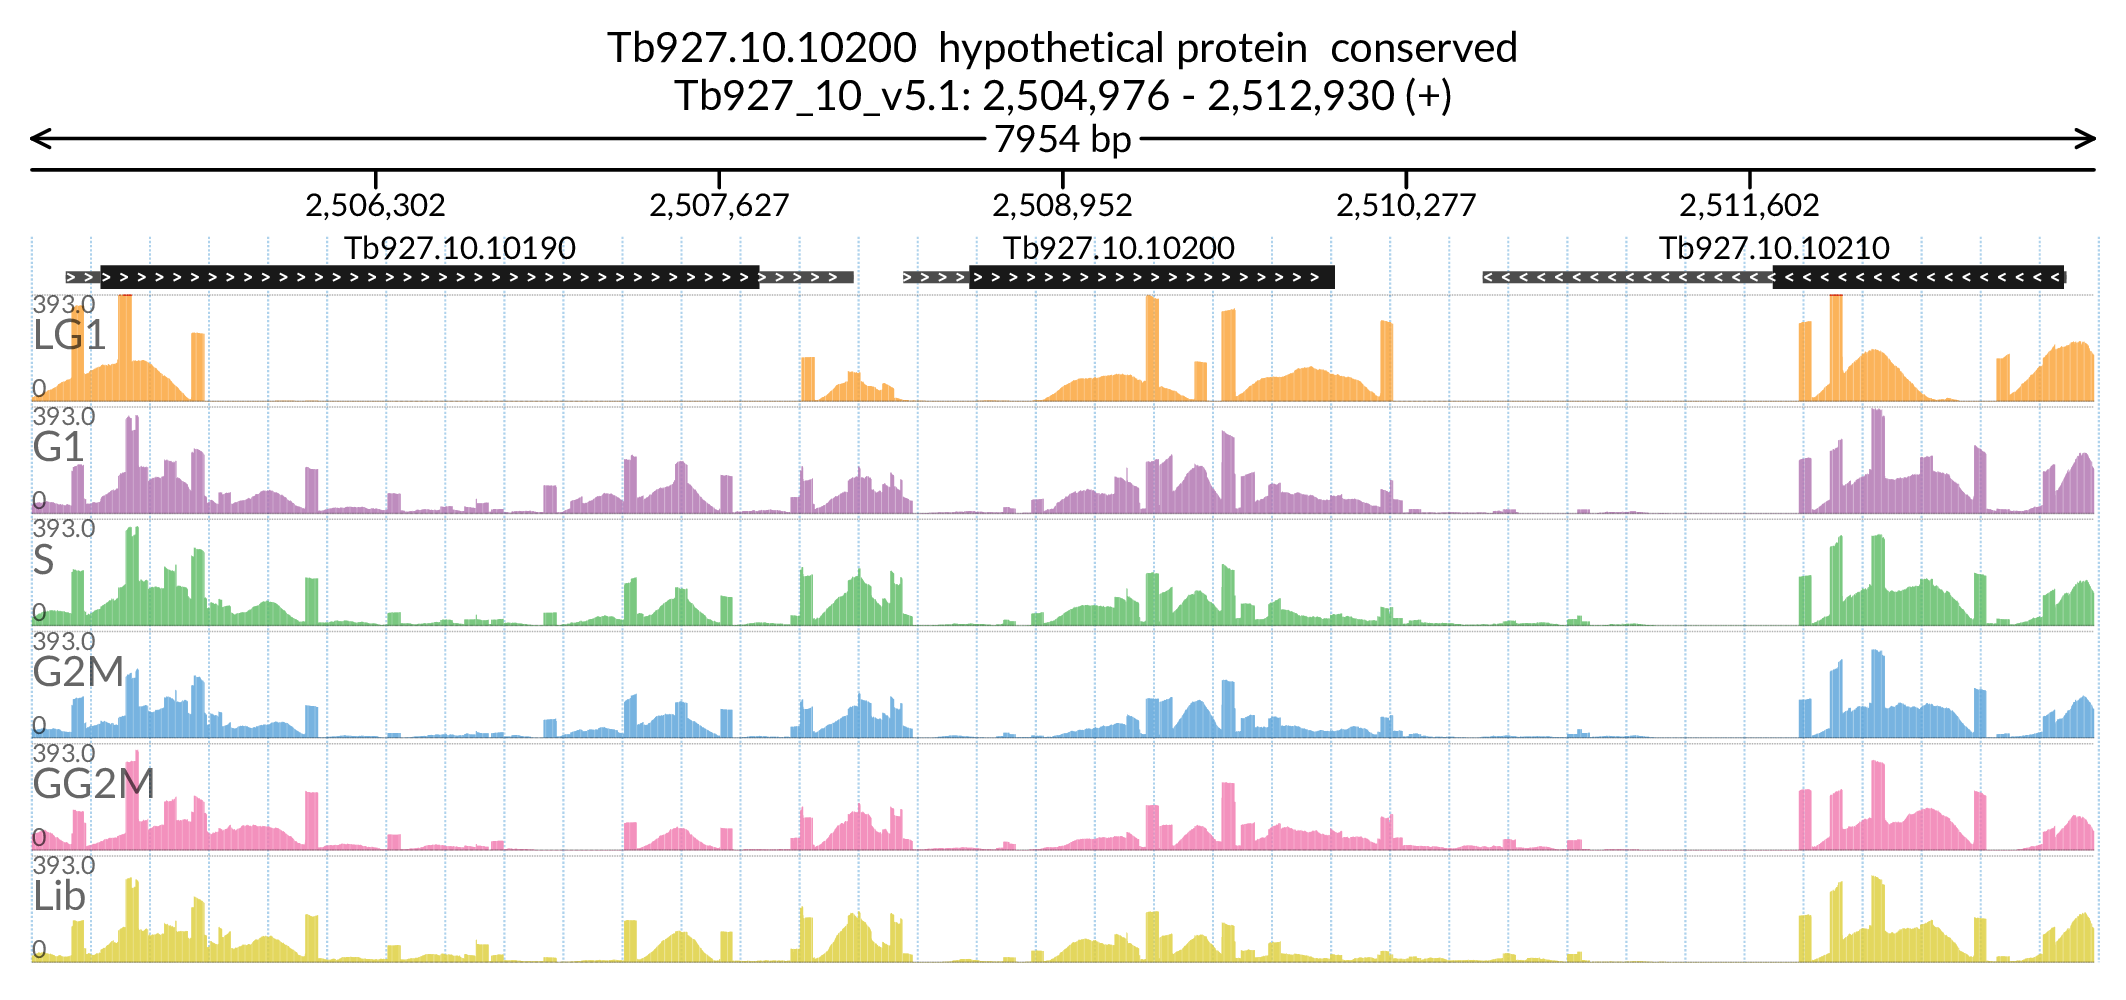 Tb927.10.10200 hypothetical protein conserved
Tb927_10_v5.1: 2,504,976 - 2,512,930 (+)
7954 bp
2,506,302 2,507,627 2,508,952 2,510,277 2,511,602
Tb927.10.10190 Tb927.10.10200 Tb927.10.10210
393.0
LG1
0
393.0
G1
0
393.0
S
0
393.0
G2M
0
393.0
GG2M
0
393.0
Lib
0